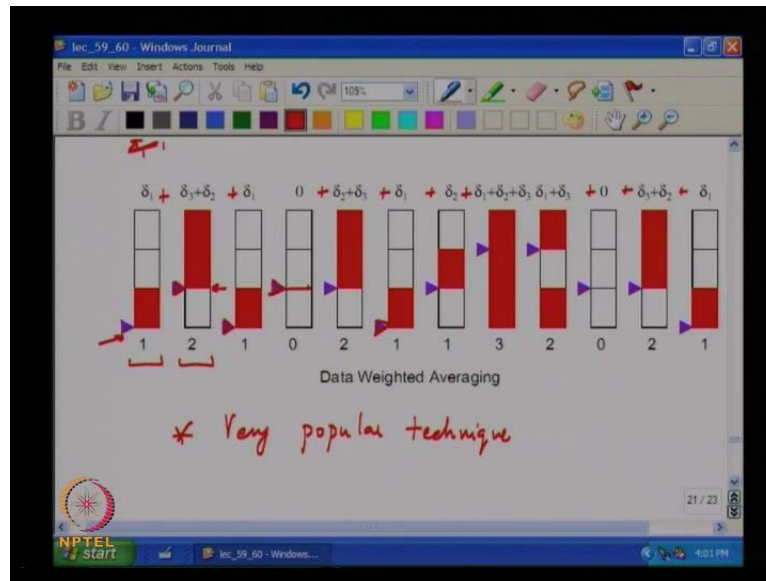 lec_59_60 - Windows Journal
File Edit View Insert Actions Tools Help
109%
B I
δ₁ + δ₃+δ₂ + δ₁ 0 + δ₂+δ₃ + δ₁ + δ₂ + δ₁+δ₂+δ₃ δ₁+δ₃ + 0 + δ₃+δ₂ + δ₁
1 2 1 0 2 1 1 3 2 0 2 1
Data Weighted Averaging
* Very popular technique
21 / 23
NPTEL
start
lec_59_60 - Windows...
4:01 PM